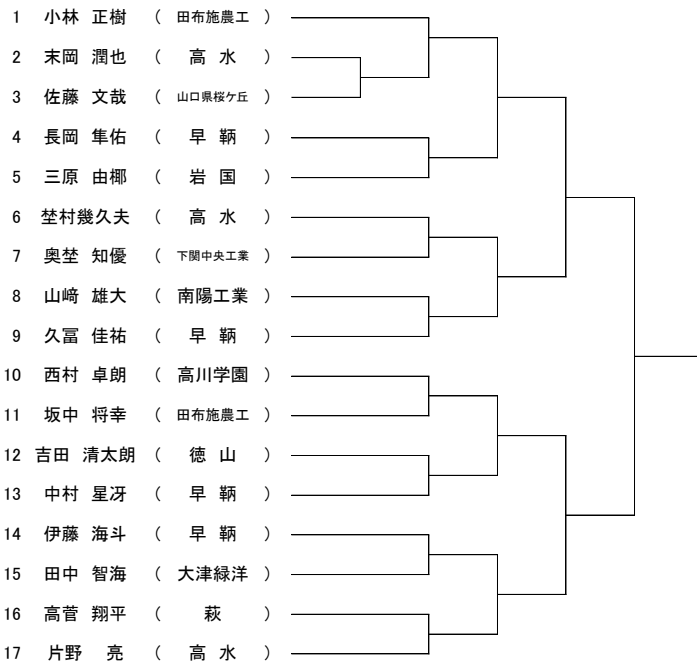 1 小林 正樹 ( 田布施農工 )
2 末岡 潤也 ( 高 水 )
3 佐藤 文哉 ( 山口県桜ケ丘 )
4 長岡 隼佑 ( 早 鞆 )
5 三原 由梛 ( 岩 国 )
6 埜村幾久夫 ( 高 水 )
7 奥埜 知優 ( 下関中央工業 )
8 山﨑 雄大 ( 南陽工業 )
9 久冨 佳祐 ( 早 鞆 )
10 西村 卓朗 ( 高川学園 )
11 坂中 将幸 ( 田布施農工 )
12 吉田 清太朗 ( 徳 山 )
13 中村 星冴 ( 早 鞆 )
14 伊藤 海斗 ( 早 鞆 )
15 田中 智海 ( 大津緑洋 )
16 高菅 翔平 ( 萩 )
17 片野 亮 ( 高 水 )